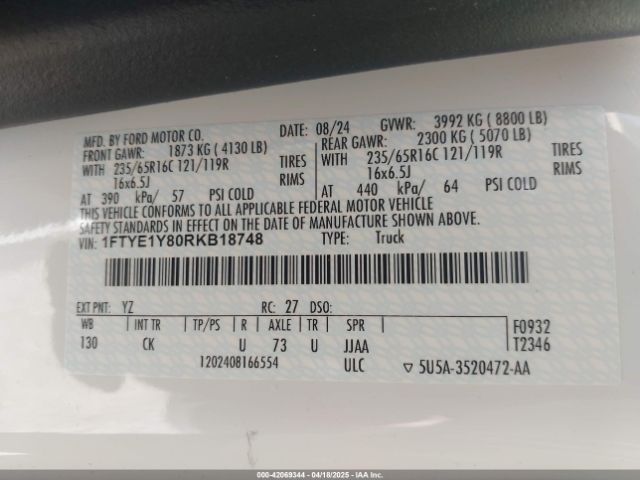 MFD. BY FORD MOTOR CO. DATE: 08/24 GVWR: 3992 KG ( 8800 LB)
FRONT GAWR: 1873 KG ( 4130 LB) REAR GAWR: 2300 KG ( 5070 LB)
WITH 235/65R16C 121/119R TIRES WITH 235/65R16C 121/119R TIRES
16x6.5J RIMS 16x6.5J RIMS
AT 390 kPa/ 57 PSI COLD AT 440 kPa/ 64 PSI COLD
THIS VEHICLE CONFORMS TO ALL APPLICABLE FEDERAL MOTOR VEHICLE
SAFETY STANDARDS IN EFFECT ON THE DATE OF MANUFACTURE SHOWN ABOVE.
VIN: 1FTYE1Y80RKB18748 TYPE: Truck
EXT PNT: YZ RC: 27 DSO:
WB INT TR TP/PS R AXLE TR SPR F0932
130 CK U 73 U JJAA T2346
1202408166554 ULC ▽ 5U5A-3520472-AA
000-42069344 - 04/18/2025 - IAA Inc.